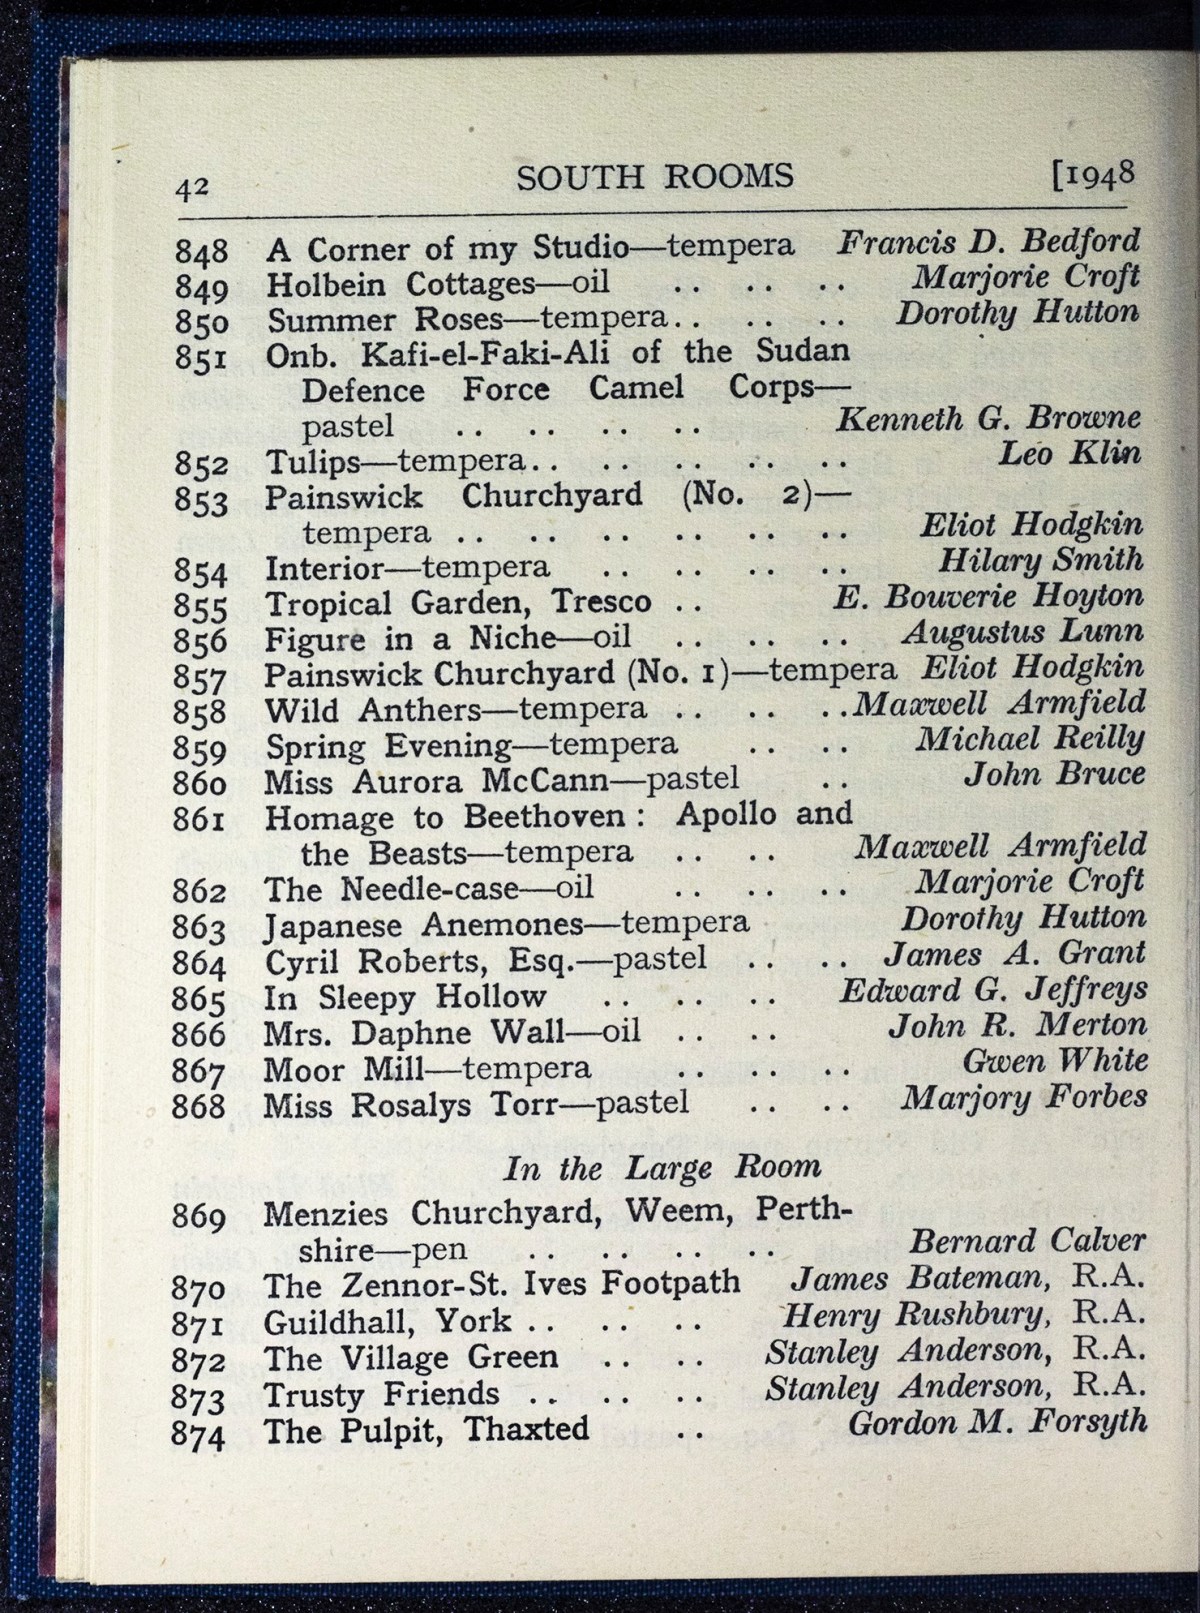 42 SOUTH ROOMS [1948
848 A Corner of my Studio—tempera Francis D. Bedford
849 Holbein Cottages—oil .. .. .. Marjorie Croft
850 Summer Roses—tempera.. .. .. Dorothy Hutton
851 Onb. Kafi-el-Faki-Ali of the Sudan
Defence Force Camel Corps—
pastel .. .. .. .. Kenneth G. Browne
852 Tulips—tempera.. .. .. .. .. Leo Klin
853 Painswick Churchyard (No. 2)—
tempera .. .. .. .. .. .. Eliot Hodgkin
854 Interior—tempera .. .. .. .. Hilary Smith
855 Tropical Garden, Tresco .. E. Bouverie Hoyton
856 Figure in a Niche—oil .. .. .. Augustus Lunn
857 Painswick Churchyard (No. 1)—tempera Eliot Hodgkin
858 Wild Anthers—tempera .. .. .. Maxwell Armfield
859 Spring Evening—tempera .. .. Michael Reilly
860 Miss Aurora McCann—pastel .. John Bruce
861 Homage to Beethoven : Apollo and
the Beasts—tempera .. .. Maxwell Armfield
862 The Needle-case—oil .. .. .. Marjorie Croft
863 Japanese Anemones—tempera Dorothy Hutton
864 Cyril Roberts, Esq.—pastel .. .. James A. Grant
865 In Sleepy Hollow .. .. .. Edward G. Jeffreys
866 Mrs. Daphne Wall—oil .. .. John R. Merton
867 Moor Mill—tempera .. .. .. Gwen White
868 Miss Rosalys Torr—pastel .. .. Marjory Forbes
In the Large Room
869 Menzies Churchyard, Weem, Perth-
shire—pen .. .. .. .. Bernard Calver
870 The Zennor-St. Ives Footpath James Bateman, R.A.
871 Guildhall, York .. .. .. Henry Rushbury, R.A.
872 The Village Green .. .. Stanley Anderson, R.A.
873 Trusty Friends .. .. .. Stanley Anderson, R.A.
874 The Pulpit, Thaxted .. Gordon M. Forsyth